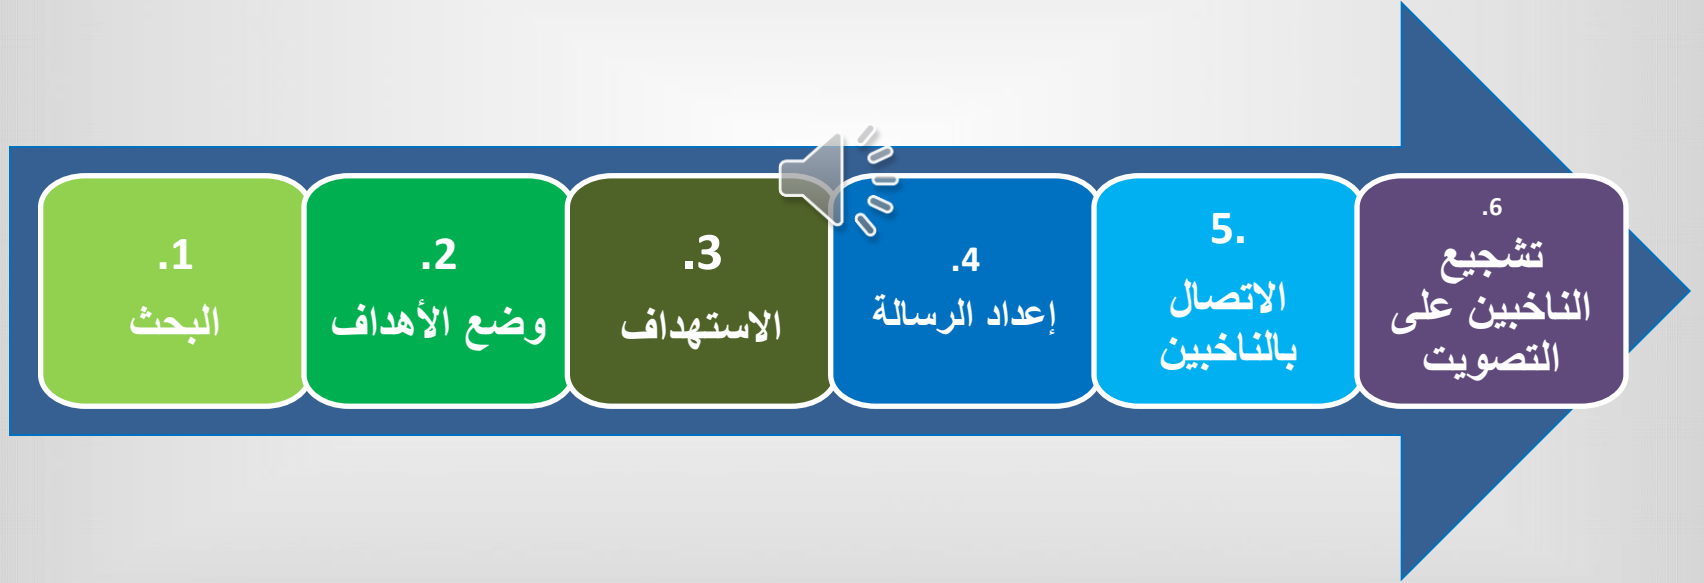 .1
البحث
.2
وضع الأهداف
.3
الاستهداف
.4
إعداد الرسالة
5.
الاتصال
بالناخبين
.6
تشجيع
الناخبين على
التصويت